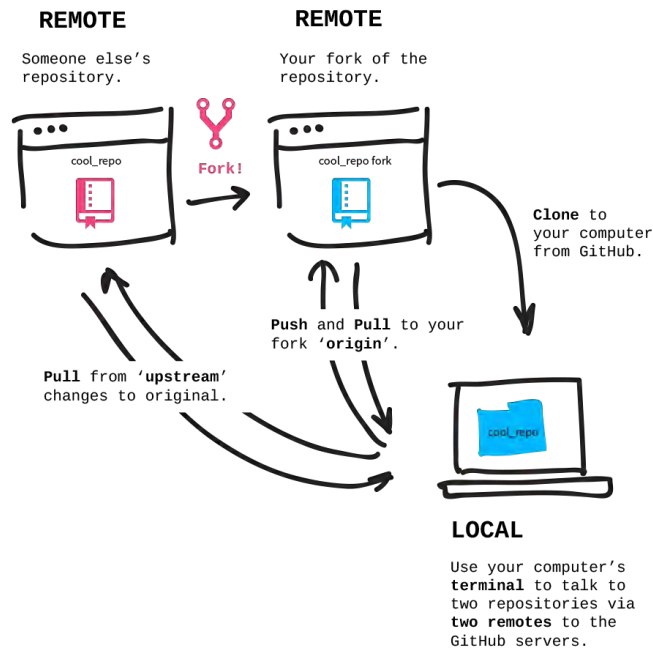 REMOTE
Someone else’s
repository.
REMOTE
Your fork of the
repository.
cool_repo
Fork!
cool_repo fork
Clone to
your computer
from GitHub.
Push and Pull to your
fork ‘origin’.
Pull from ‘upstream’
changes to original.
cool_repo
LOCAL
Use your computer’s
terminal to talk to
two repositories via
two remotes to the
GitHub servers.